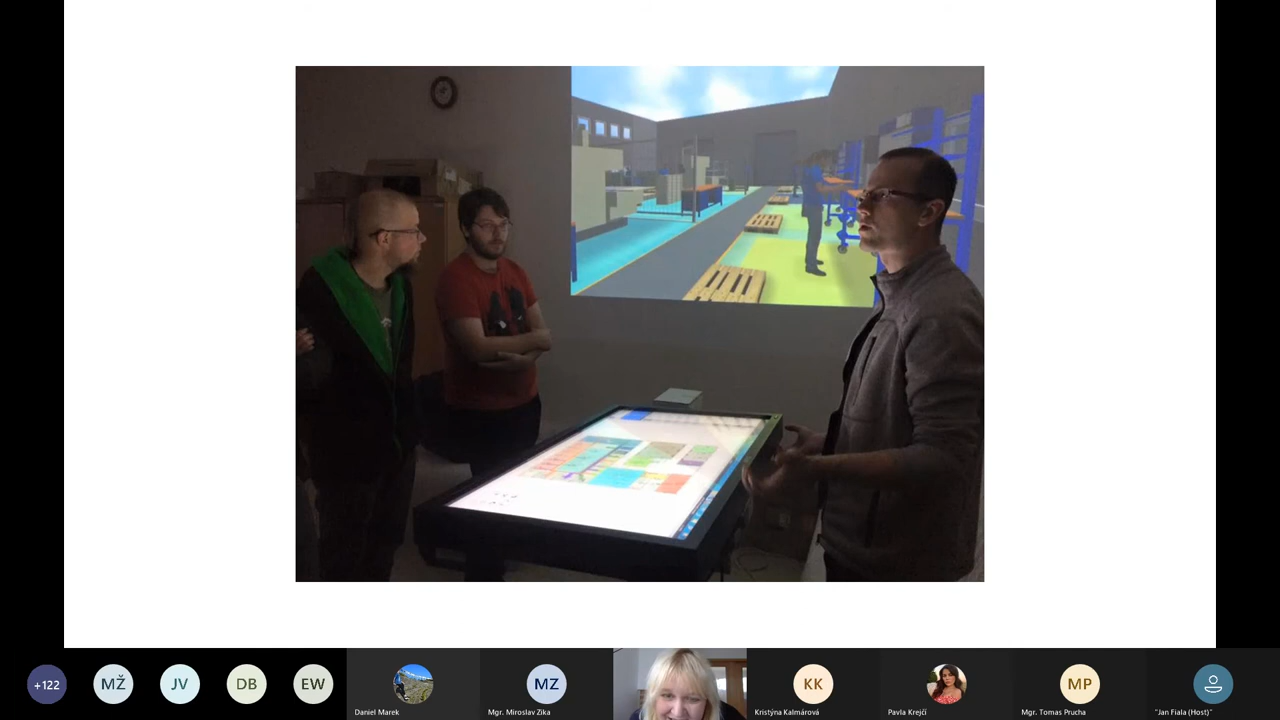 +122
MŽ
JV
DB
EW
Daniel Marek
MZ
Mgr. Miroslav Zika
KK
Kristýna Kalmárová
Pavla Krejčí
MP
Mgr. Tomas Prucha
"Jan Fiala (Host)"